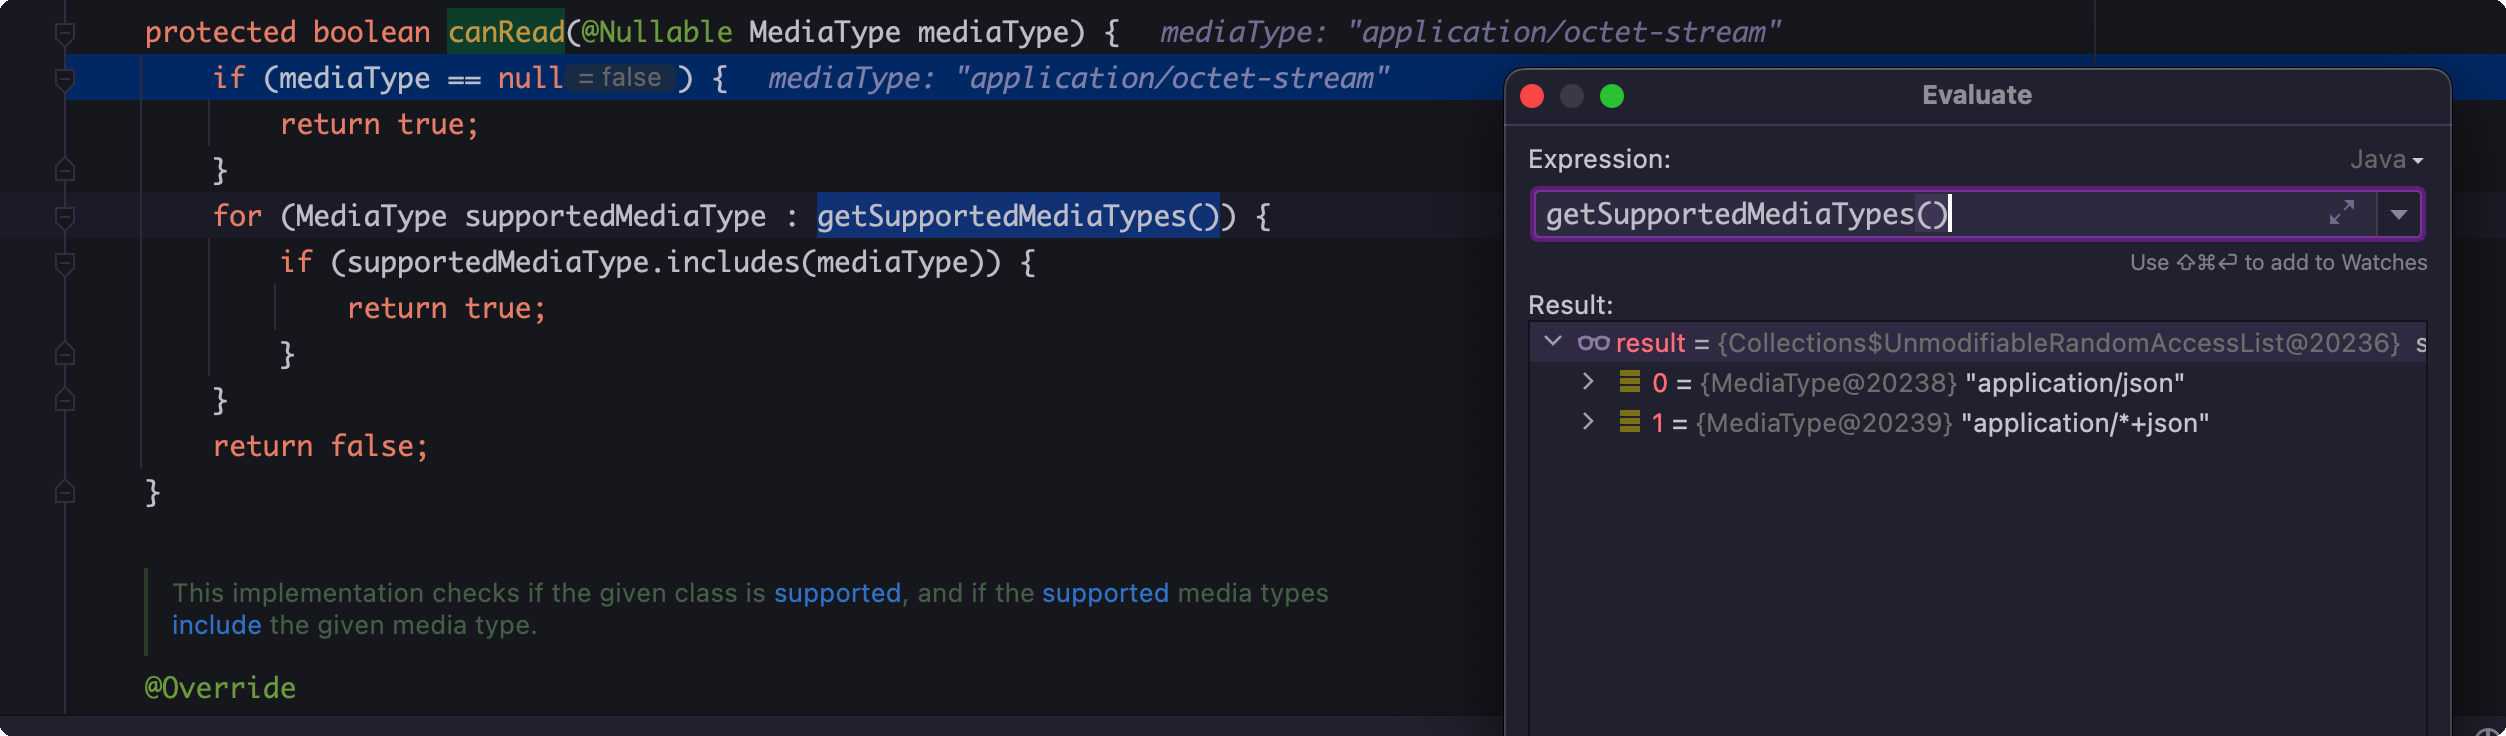 protected boolean canRead(@Nullable MediaType mediaType) {   mediaType: "application/octet-stream"
if (mediaType == null = false ) {   mediaType: "application/octet-stream"
return true;
}
for (MediaType supportedMediaType : getSupportedMediaTypes()) {
if (supportedMediaType.includes(mediaType)) {
return true;
}
}
return false;
}
This implementation checks if the given class is supported, and if the supported media types
include the given media type.
@Override
Evaluate
Expression:
Java
getSupportedMediaTypes()
Use ⇧⌘↩ to add to Watches
Result:
result = {Collections$UnmodifiableRandomAccessList@20236} s
0 = {MediaType@20238} "application/json"
1 = {MediaType@20239} "application/*+json"